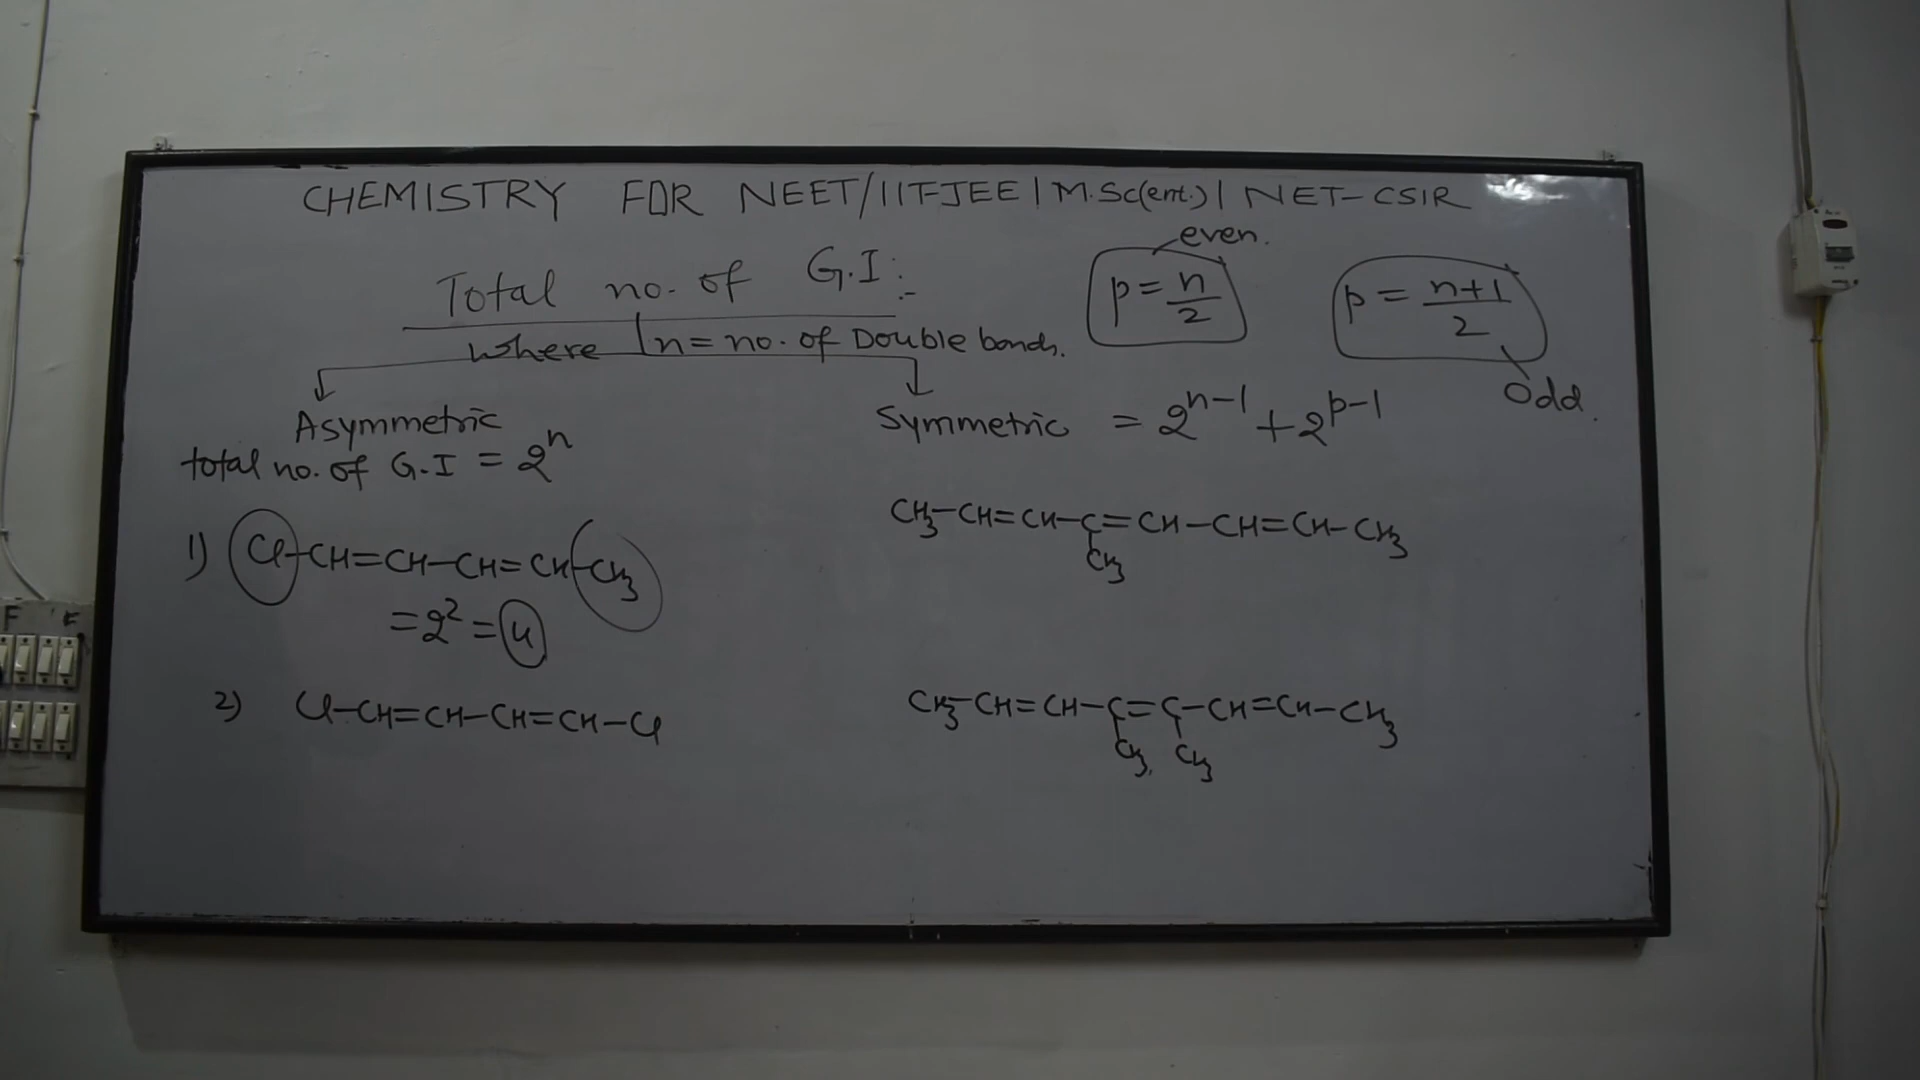 CHEMISTRY FOR NEET/IIT-JEE | M.Sc(ent.) | NET-CSIR
Total no. of G.I:-
where n = no. of Double bonds.
p = n/2 even.
p = n+1/2 odd.
Asymmetric
total no. of G.I = 2^n
1) Cl-CH=CH-CH=CH-CH3
= 2^2 = 4
2) Cl-CH=CH-CH=CH-Cl
Symmetric = 2^n-1 + 2^p-1
CH3-CH=CH-C=CH-CH=CH-CH3
CH3
CH3-CH=CH-C=C-CH=CH-CH3
CH3, CH3
F F